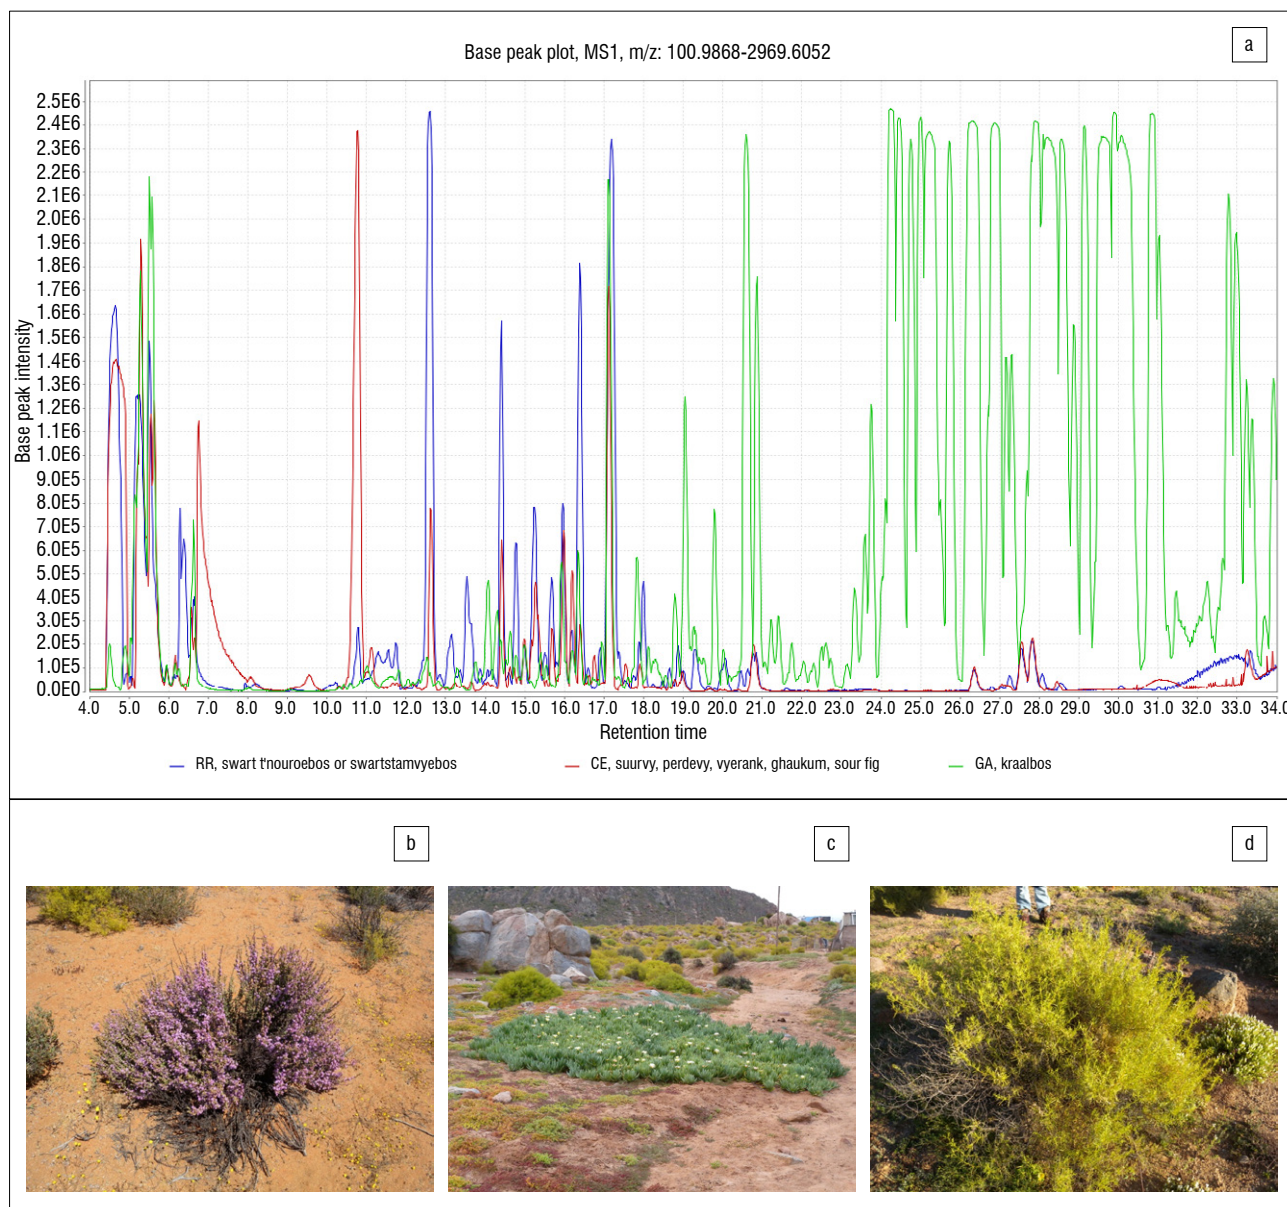 Base peak plot, MS1, m/z: 100.9868-2969.6052
a
2.5E6
2.4E6
2.3E6
2.2E6
2.1E6
2.0E6
1.9E6
1.8E6
1.7E6
1.6E6
1.5E6
1.4E6
1.3E6
1.2E6
1.1E6
1.0E6
9.0E5
8.0E5
7.0E5
6.0E5
5.0E5
4.0E5
3.0E5
2.0E5
1.0E5
0.0E0
Base peak intensity
4.0 5.0 6.0 7.0 8.0 9.0 10.0 11.0 12.0 13.0 14.0 15.0 16.0 17.0 18.0 19.0 20.0 21.0 22.0 23.0 24.0 25.0 26.0 27.0 28.0 29.0 30.0 31.0 32.0 33.0 34.0
Retention time
RR, swart t'nouroebos or swartstamvyebos
CE, suurvy, perdevy, vyerank, ghaukum, sour fig
GA, kraalbos
b
c
d